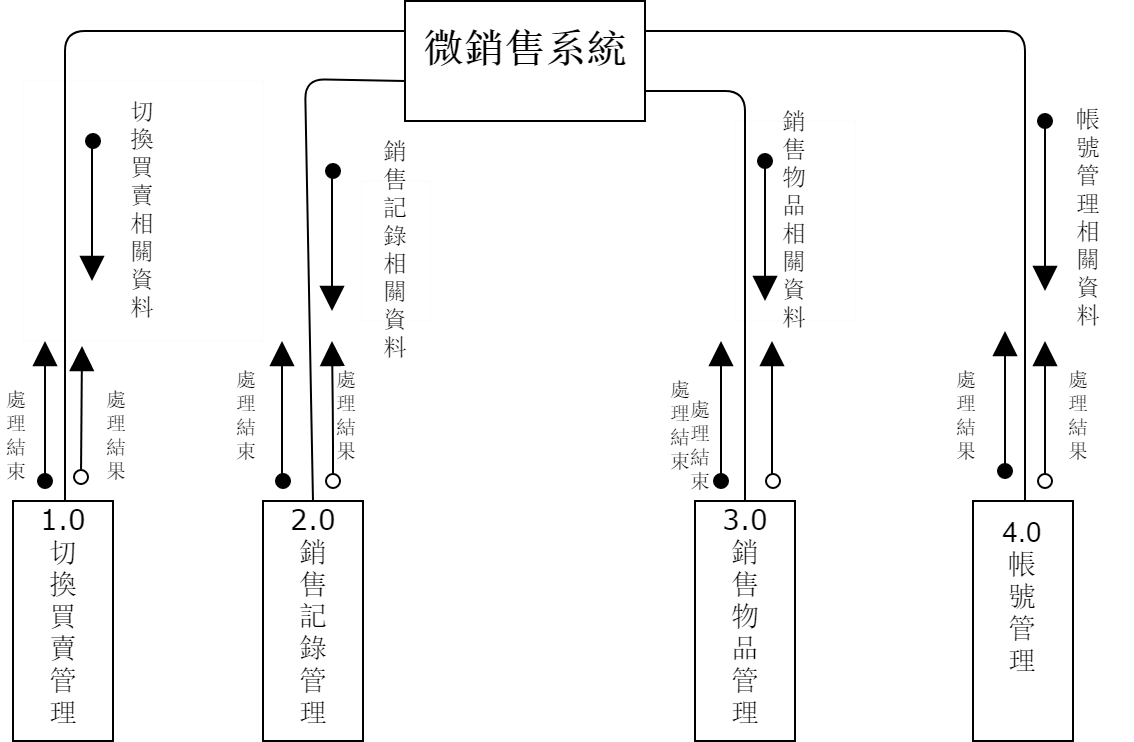 微銷售系統
切換買賣相關資料
銷售記錄相關資料
銷售物品相關資料
帳號管理相關資料
處理結束
處理結果
處理結束
處理結果
處理結束
處理結束
處理結果
處理結果
1.0
切換買賣管理
2.0
銷售記錄管理
3.0
銷售物品管理
4.0
帳號管理